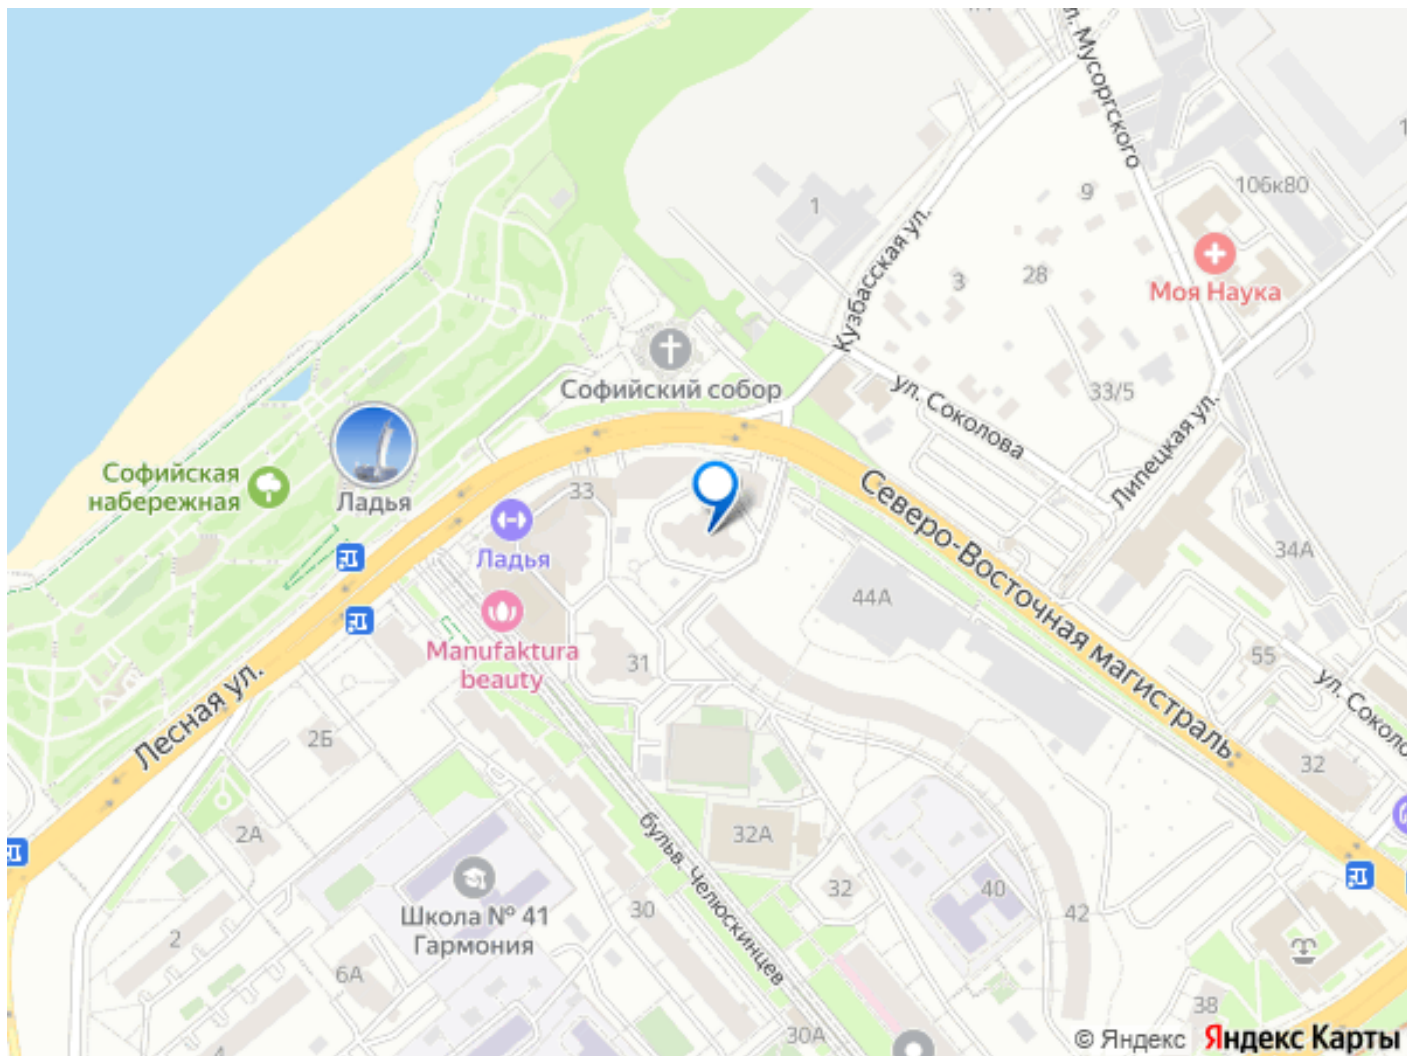 ул. Мусоргского
106к80
9
1
Моя Наука
Кузбасская ул.
3
28
Софийский собор
33/5
ул. Соколова
Липецкая ул.
Софийская
набережная
Ладья
33
Ладья
Северо-Восточная магистраль
34А
44А
Manufaktura
beauty
31
55
ул. Соколо
Лесная ул.
2Б
32
2А
32А
бульв. Челюскинцев
32
40
42
Школа № 41
Гармония
30
2
6А
38
30А
© Яндекс Яндекс Карты